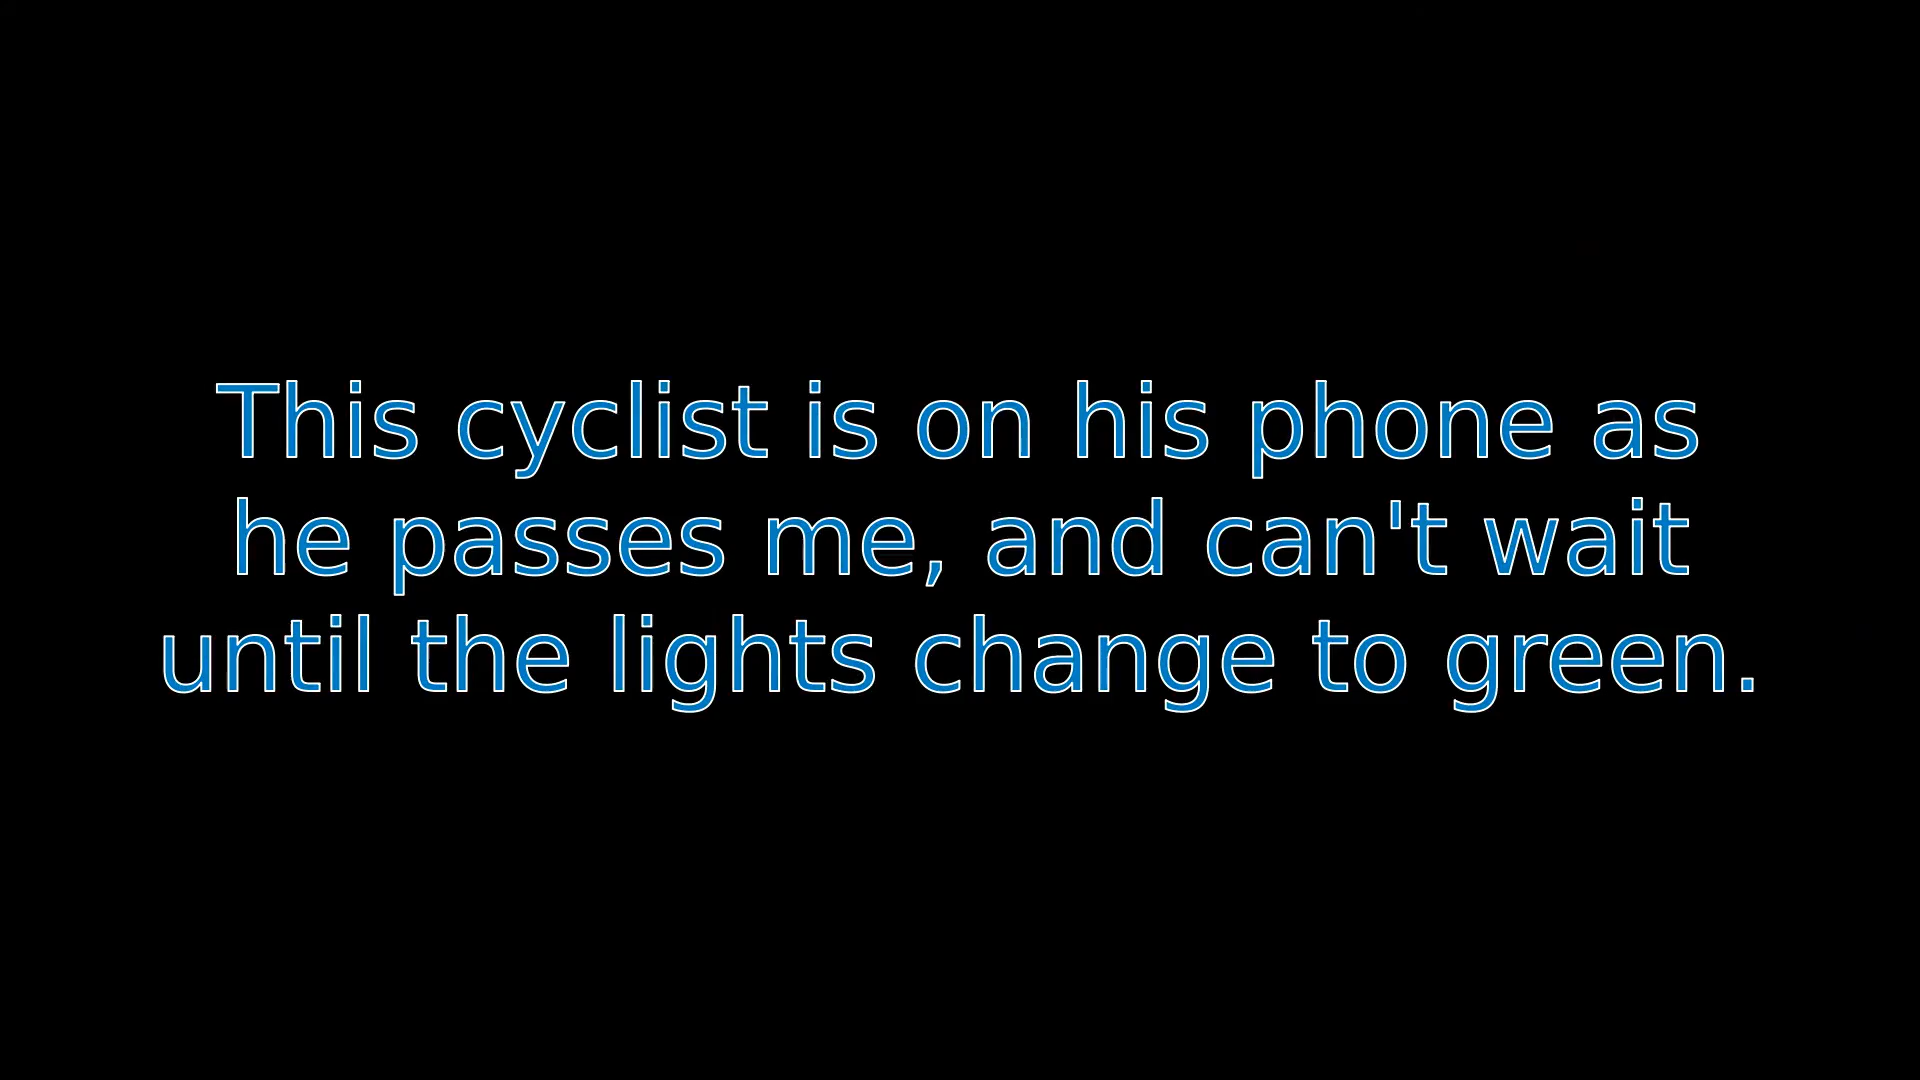 This cyclist is on his phone as
he passes me, and can't wait
until the lights change to green.